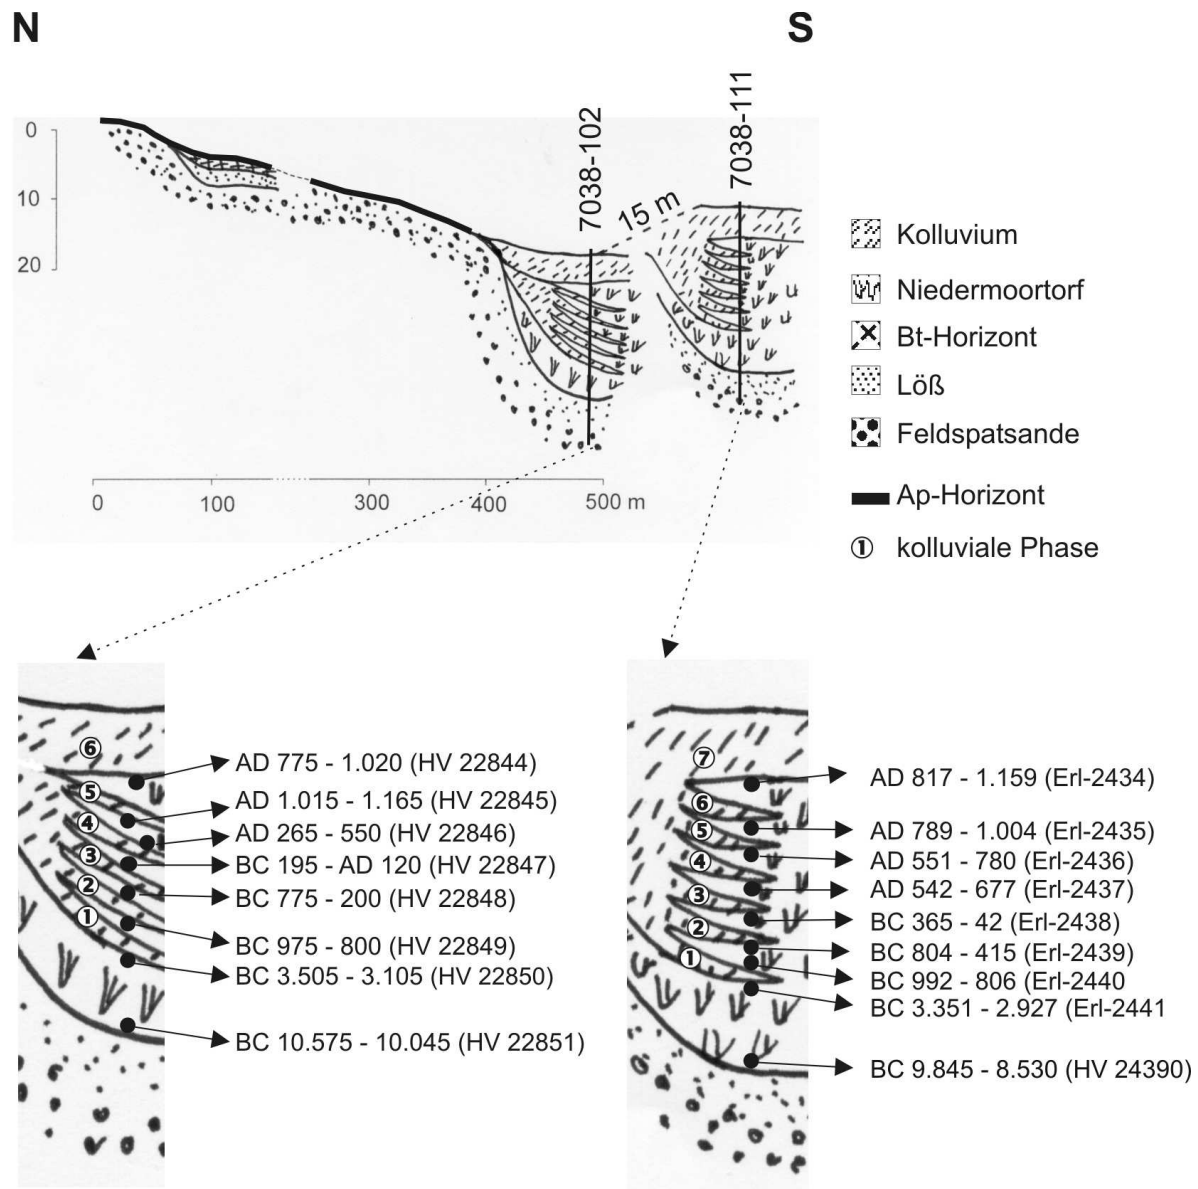 N
S
7038-102
7038-111
15 m
0
10
20
0
100
300
400
500 m
Kolluvium
Niedermoortorf
Bt-Horizont
Löß
Feldspatsande
Ap-Horizont
① kolluviale Phase
⑥
⑤
④
③
②
①
AD 775 - 1.020 (HV 22844)
AD 1.015 - 1.165 (HV 22845)
AD 265 - 550 (HV 22846)
BC 195 - AD 120 (HV 22847)
BC 775 - 200 (HV 22848)
BC 975 - 800 (HV 22849)
BC 3.505 - 3.105 (HV 22850)
BC 10.575 - 10.045 (HV 22851)
⑦
⑥
⑤
④
③
②
①
AD 817 - 1.159 (Erl-2434)
AD 789 - 1.004 (Erl-2435)
AD 551 - 780 (Erl-2436)
AD 542 - 677 (Erl-2437)
BC 365 - 42 (Erl-2438)
BC 804 - 415 (Erl-2439)
BC 992 - 806 (Erl-2440
BC 3.351 - 2.927 (Erl-2441
BC 9.845 - 8.530 (HV 24390)